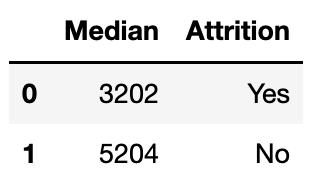 Median Attrition
0 3202 Yes
1 5204 No